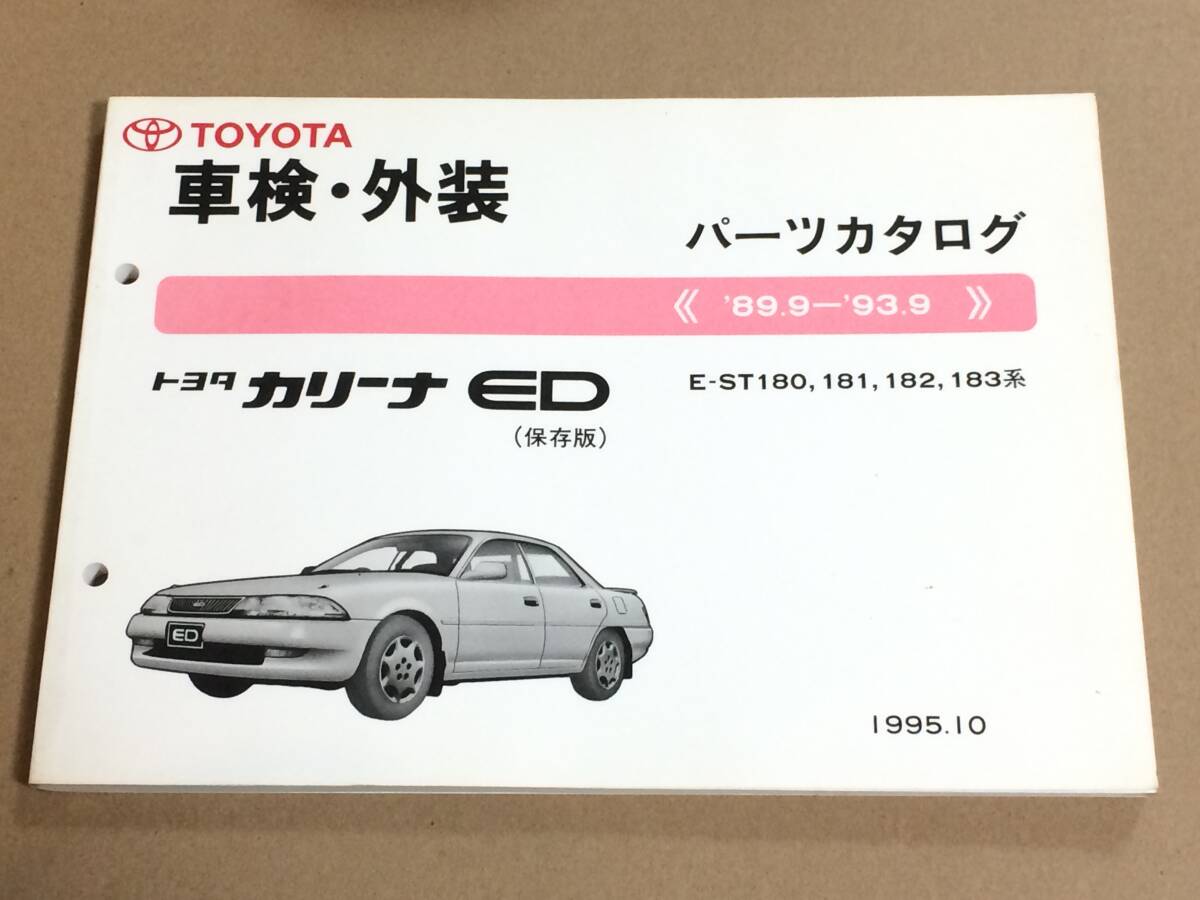 TOYOTA
車検・外装
パーツカタログ
《 '89.9ー'93.9 》
トヨタ カリーナ ED
E-ST180, 181, 182, 183系
(保存版)
ED
1995.10